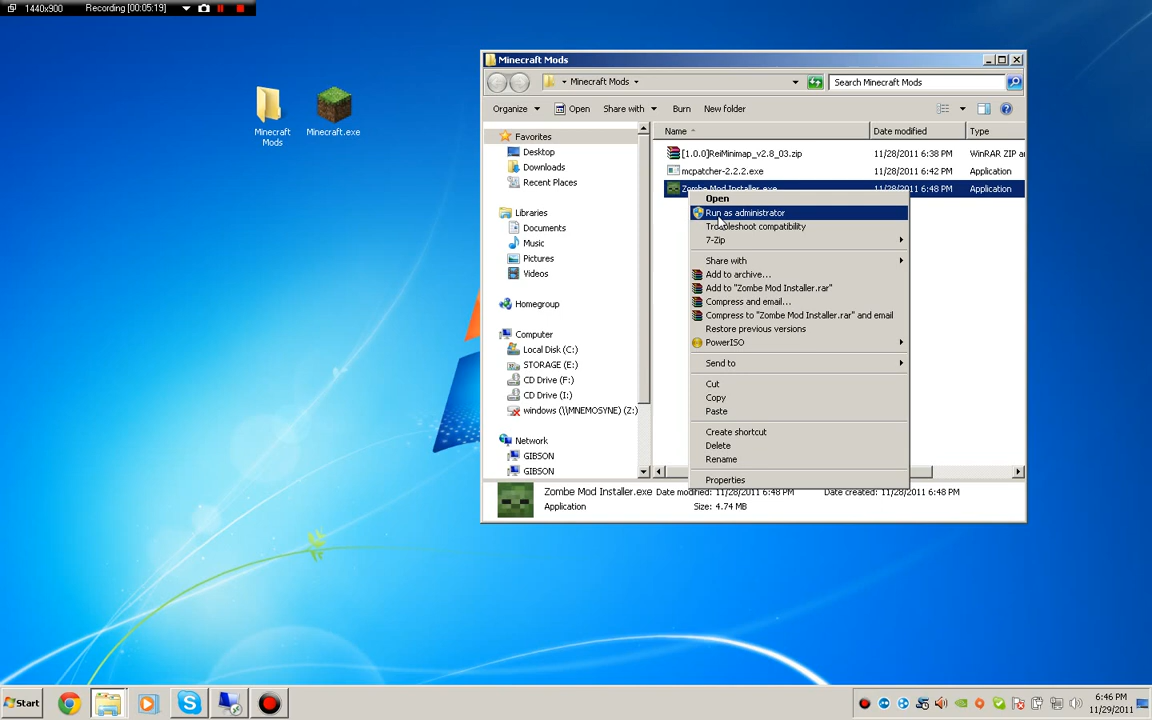 1440x900 Recording [00:05:19]
Minecraft Mods
Minecraft.exe
Minecraft Mods
Minecraft Mods
Search Minecraft Mods
Organize Open Share with Burn New folder
Favorites
Desktop
Downloads
Recent Places
Libraries
Documents
Music
Pictures
Videos
Homegroup
Computer
Local Disk (C:)
STORAGE (E:)
CD Drive (F:)
CD Drive (I:)
windows (\\MNEMOSYNE) (Z:)
Network
GIBSON
GIBSON
Name Date modified Type
[1.0.0]ReiMinimap_v2.8_03.zip 11/28/2011 6:38 PM WinRAR ZIP ar
mcpatcher-2.2.2.exe 11/28/2011 6:42 PM Application
Zombe Mod Installer.exe 11/28/2011 6:48 PM Application
Open
Run as administrator
Troubleshoot compatibility
7-Zip
Share with
Add to archive...
Add to "Zombe Mod Installer.rar"
Compress and email...
Compress to "Zombe Mod Installer.rar" and email
Restore previous versions
PowerISO
Send to
Cut
Copy
Paste
Create shortcut
Delete
Rename
Properties
Zombe Mod Installer.exe Date modified: 11/28/2011 6:48 PM Date created: 11/28/2011 6:48 PM
Application Size: 4.74 MB
Start
6:46 PM
11/29/2011